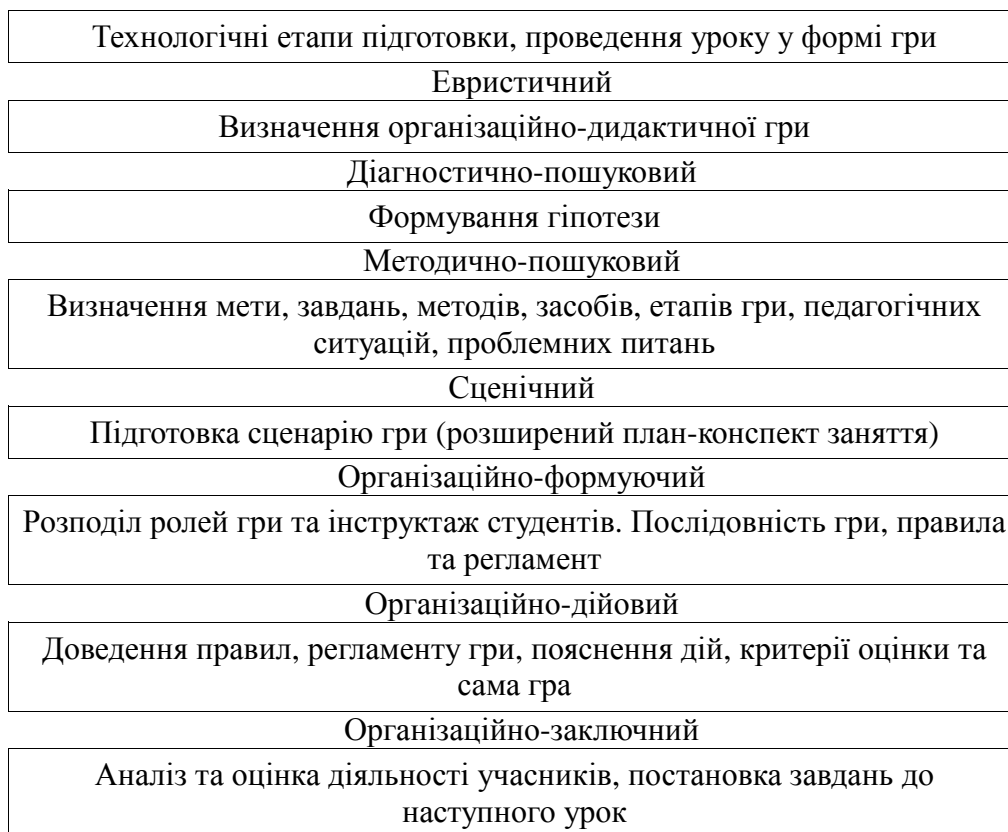 Технологічні етапи підготовки, проведення уроку у формі гри
Евристичний
Визначення організаційно-дидактичної гри
Діагностично-пошуковий
Формування гіпотези
Методично-пошуковий
Визначення мети, завдань, методів, засобів, етапів гри, педагогічних
ситуацій, проблемних питань
Сценічний
Підготовка сценарію гри (розширений план-конспект заняття)
Організаційно-формуючий
Розподіл ролей гри та інструктаж студентів. Послідовність гри, правила
та регламент
Організаційно-дійовий
Доведення правил, регламенту гри, пояснення дій, критерії оцінки та
сама гра
Організаційно-заключний
Аналіз та оцінка діяльності учасників, постановка завдань до
наступного урок